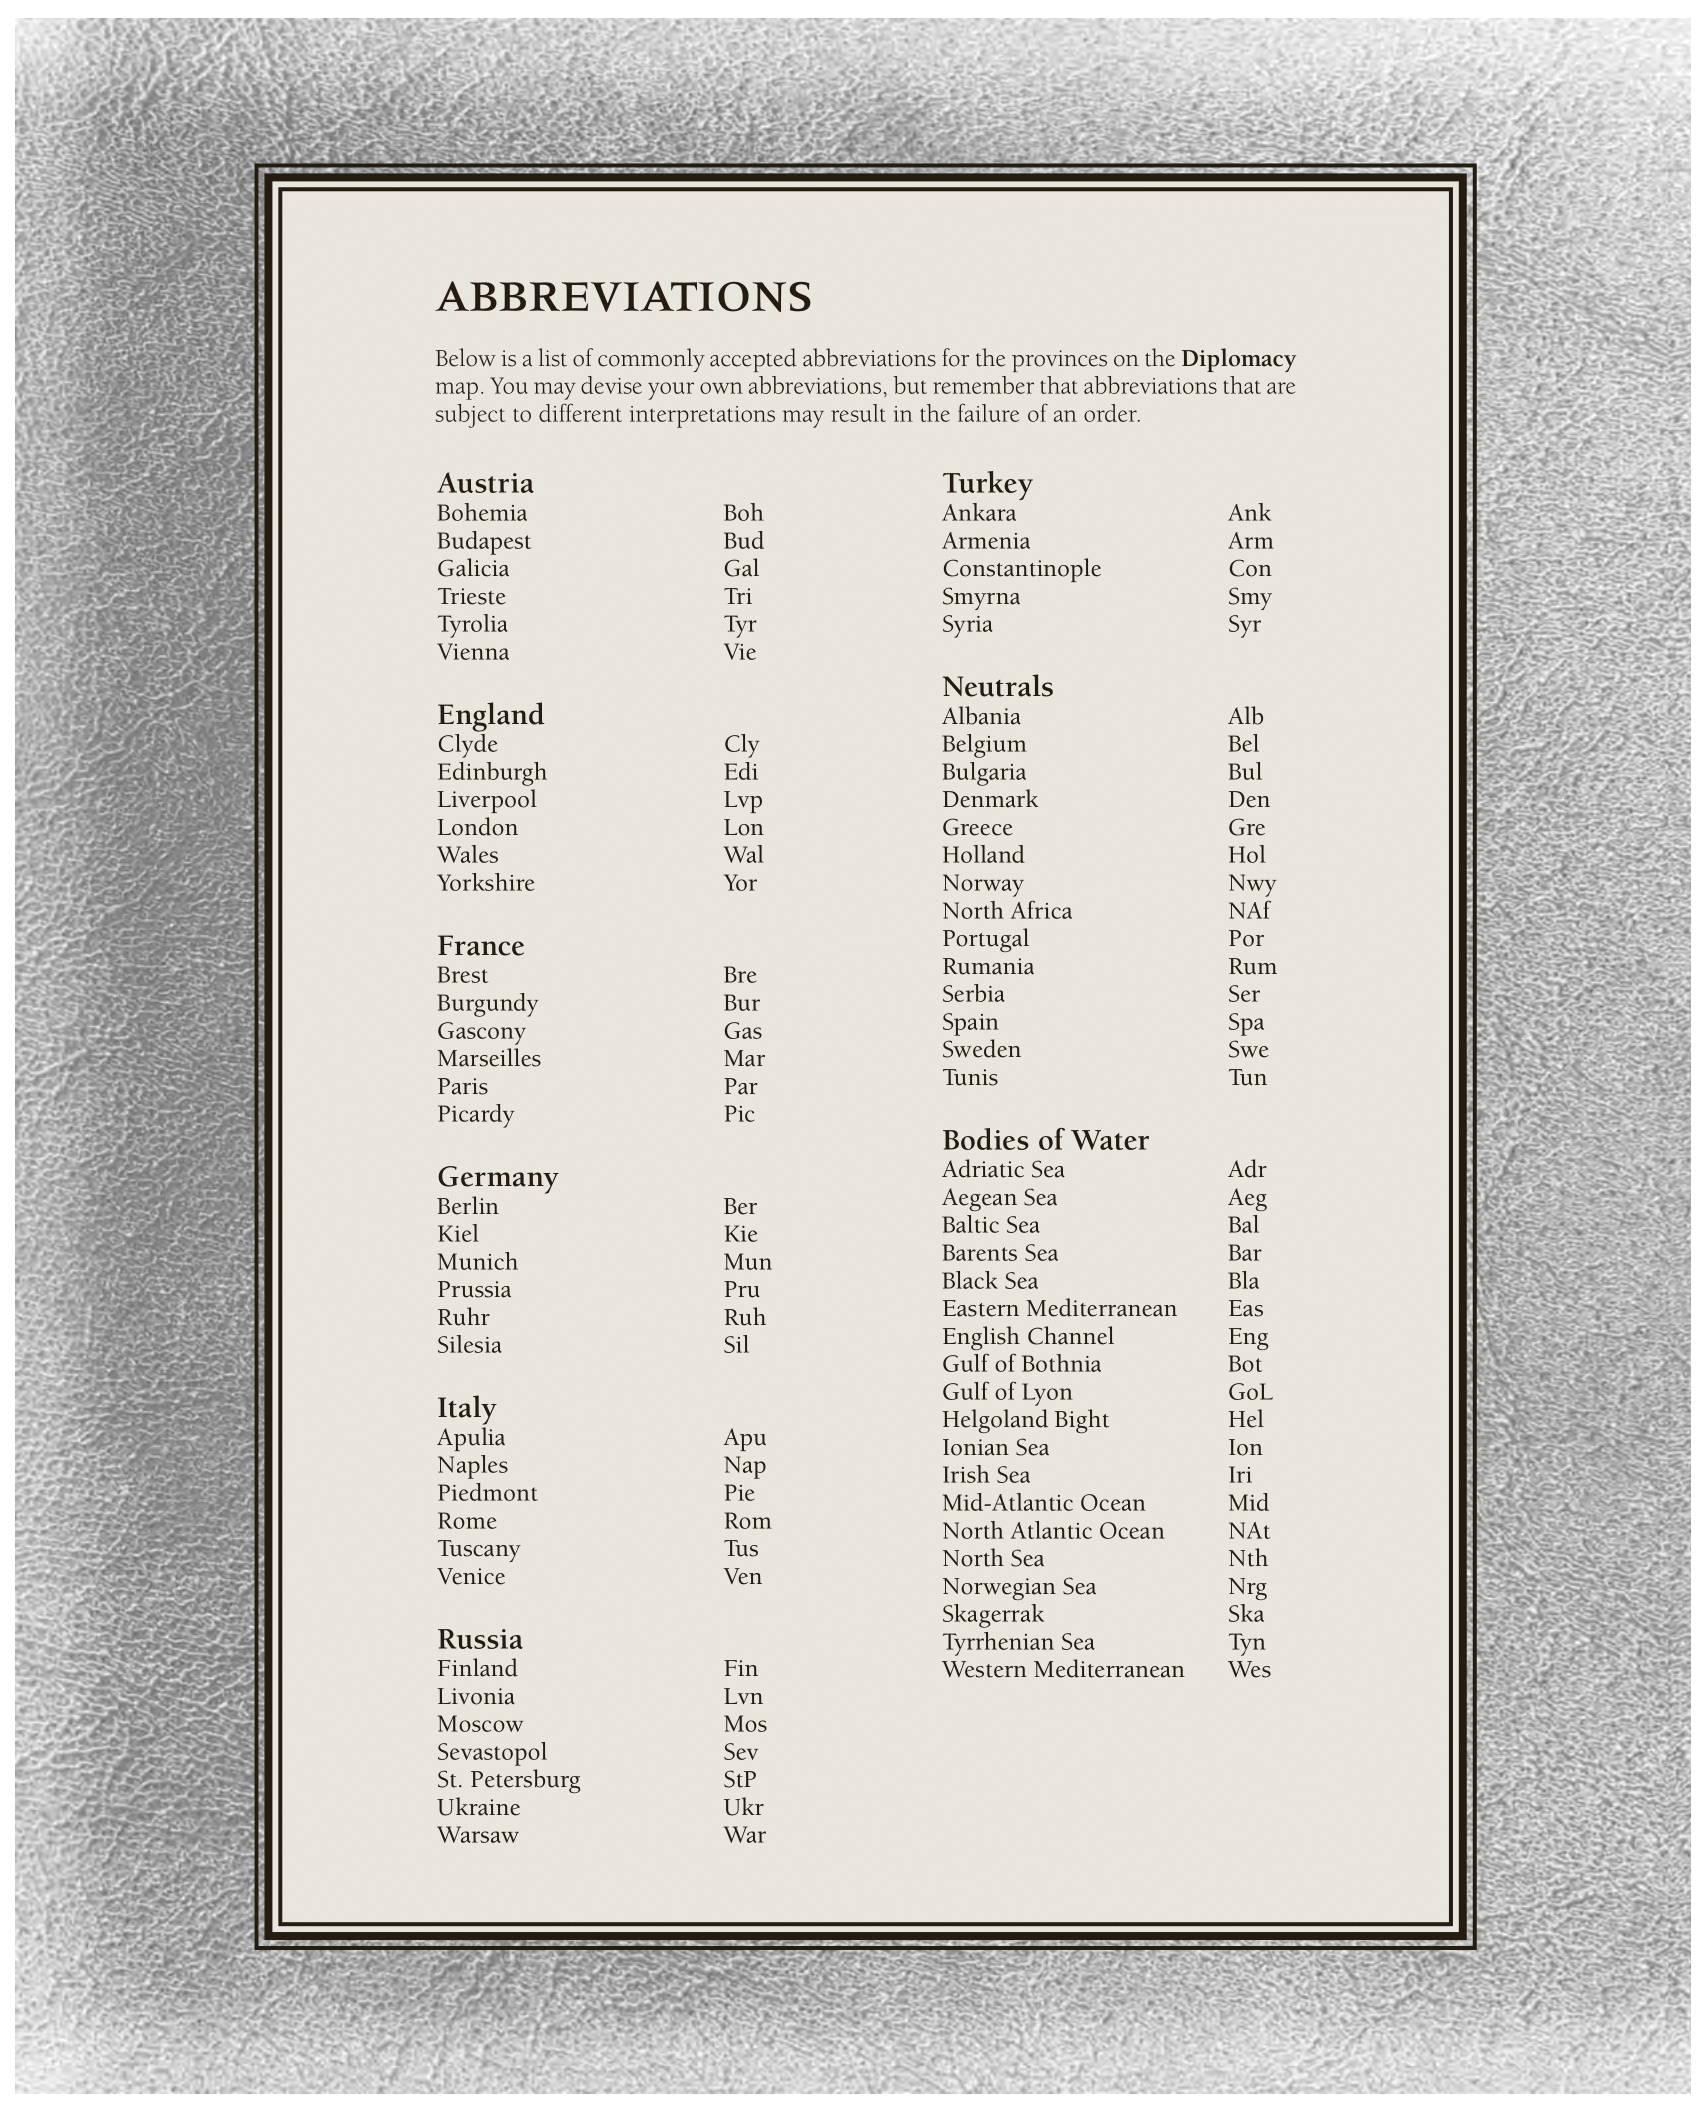 ABBREVIATIONS
Below is a list of commonly accepted abbreviations for the provinces on the Diplomacy
map. You may devise your own abbreviations, but remember that abbreviations that are
subject to different interpretations may result in the failure of an order.
Austria
Bohemia Boh
Budapest Bud
Galicia Gal
Trieste Tri
Tyrolia Tyr
Vienna Vie
England
Clyde Cly
Edinburgh Edi
Liverpool Lvp
London Lon
Wales Wal
Yorkshire Yor
France
Brest Bre
Burgundy Bur
Gascony Gas
Marseilles Mar
Paris Par
Picardy Pic
Germany
Berlin Ber
Kiel Kie
Munich Mun
Prussia Pru
Ruhr Ruh
Silesia Sil
Italy
Apulia Apu
Naples Nap
Piedmont Pie
Rome Rom
Tuscany Tus
Venice Ven
Russia
Finland Fin
Livonia Lvn
Moscow Mos
Sevastopol Sev
St. Petersburg StP
Ukraine Ukr
Warsaw War
Turkey
Ankara Ank
Armenia Arm
Constantinople Con
Smyrna Smy
Syria Syr
Neutrals
Albania Alb
Belgium Bel
Bulgaria Bul
Denmark Den
Greece Gre
Holland Hol
Norway Nwy
North Africa NAf
Portugal Por
Rumania Rum
Serbia Ser
Spain Spa
Sweden Swe
Tunis Tun
Bodies of Water
Adriatic Sea Adr
Aegean Sea Aeg
Baltic Sea Bal
Barents Sea Bar
Black Sea Bla
Eastern Mediterranean Eas
English Channel Eng
Gulf of Bothnia Bot
Gulf of Lyon GoL
Helgoland Bight Hel
Ionian Sea Ion
Irish Sea Iri
Mid-Atlantic Ocean Mid
North Atlantic Ocean NAt
North Sea Nth
Norwegian Sea Nrg
Skagerrak Ska
Tyrrhenian Sea Tyn
Western Mediterranean Wes